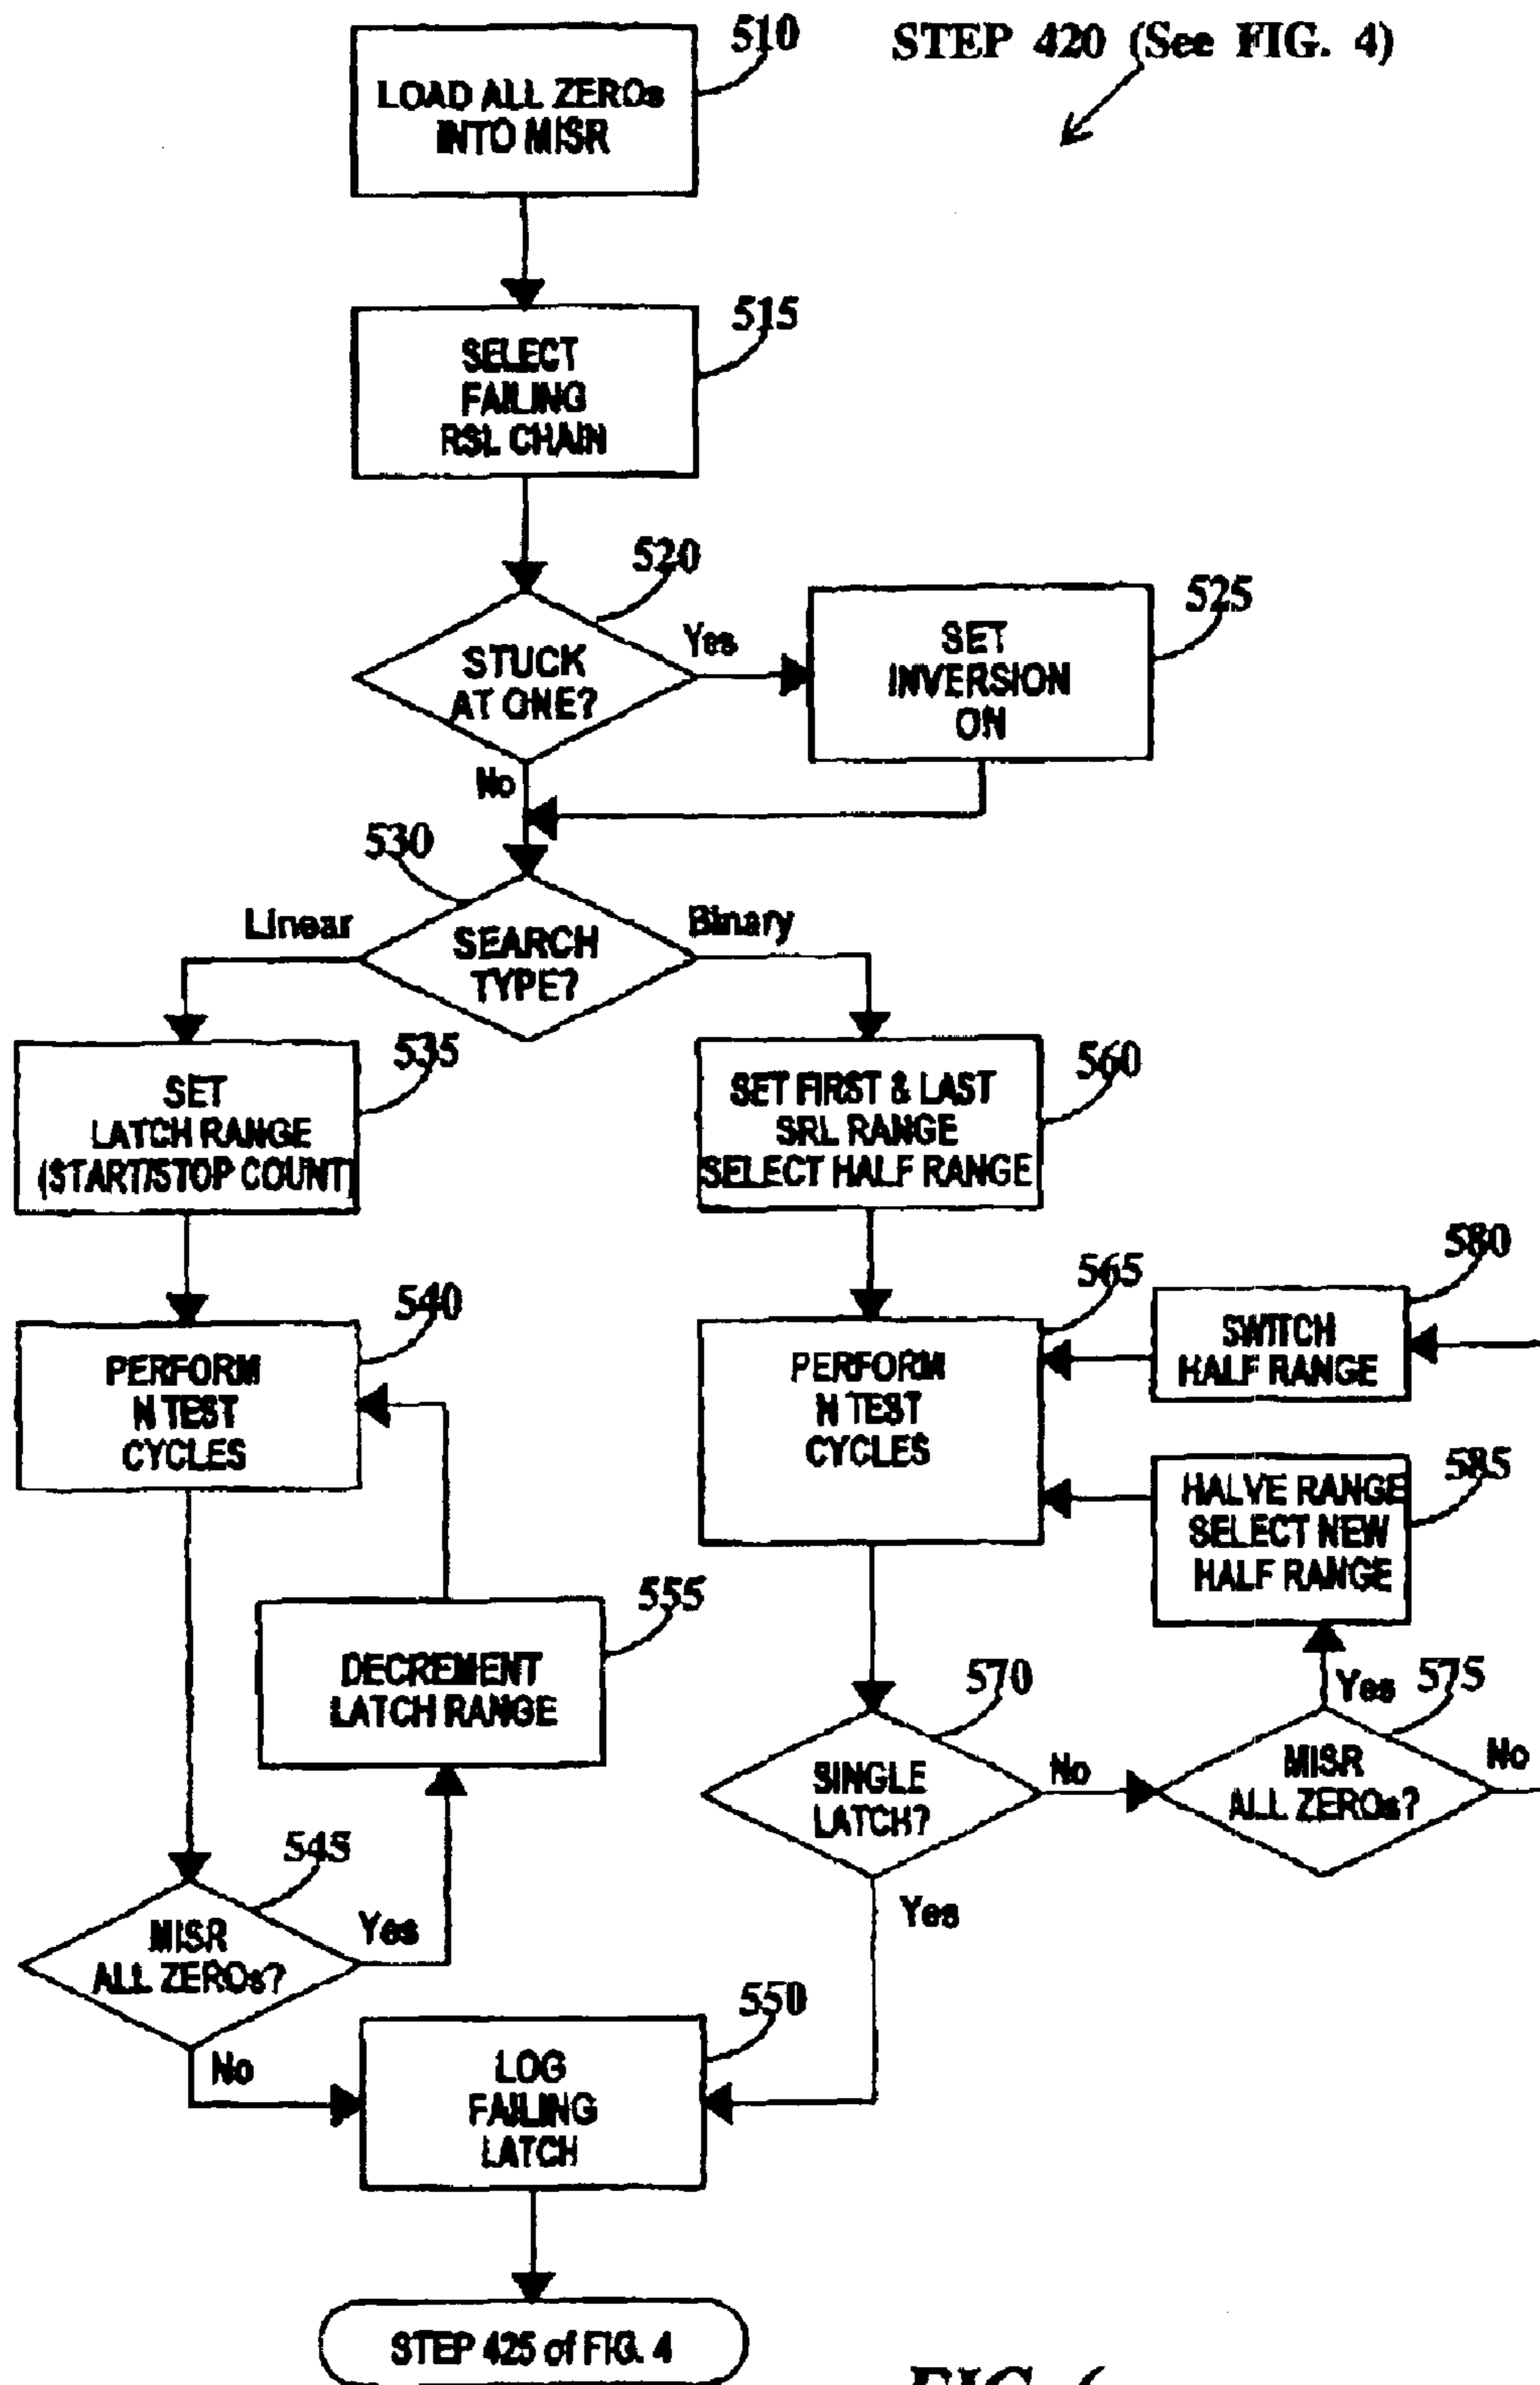 STEP 420 (See FIG. 4)
510
LOAD ALL ZEROs
INTO MISR
515
SELECT
FAILING
RSL CHAIN
520
STUCK
AT ONE?
Yes
No
525
SET
INVERSION
ON
530
SEARCH
TYPE?
Linear
Binary
535
SET
LATCH RANGE
(START/STOP COUNT)
560
SET FIRST & LAST
SRL RANGE
SELECT HALF RANGE
540
PERFORM
N TEST
CYCLES
565
PERFORM
N TEST
CYCLES
580
SWITCH
HALF RANGE
585
HALVE RANGE
SELECT NEW
HALF RANGE
555
DECREMENT
LATCH RANGE
570
SINGLE
LATCH?
No
Yes
575
MISR
ALL ZEROs?
Yes
No
545
MISR
ALL ZEROs?
Yes
No
550
LOG
FAILING
LATCH
STEP 425 of FIG. 4